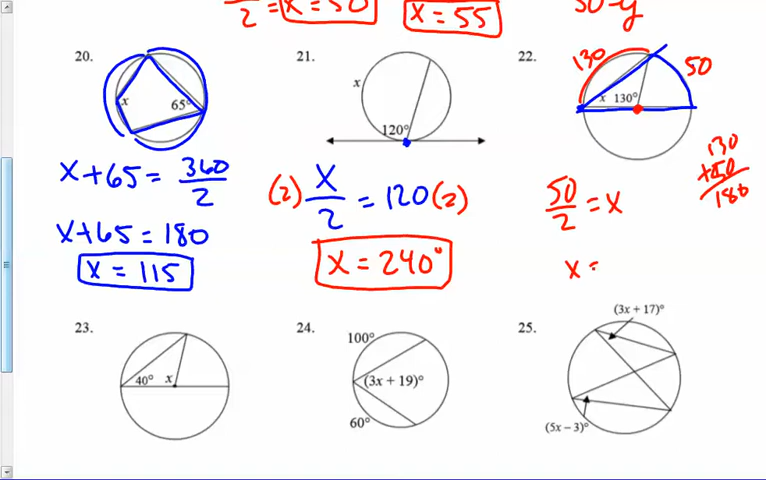 2 = x = 50
x = 55
50 = y
20.
x
65°
x + 65 = 360/2
x + 65 = 180
x = 115
21.
x
120°
(2) x/2 = 120 (2)
x = 240°
22.
130
50
x 130°
130
+50
180
50/2 = x
x =
23.
40° x
24.
100°
(3x + 19)°
60°
25.
(3x + 17)°
(5x – 3)°